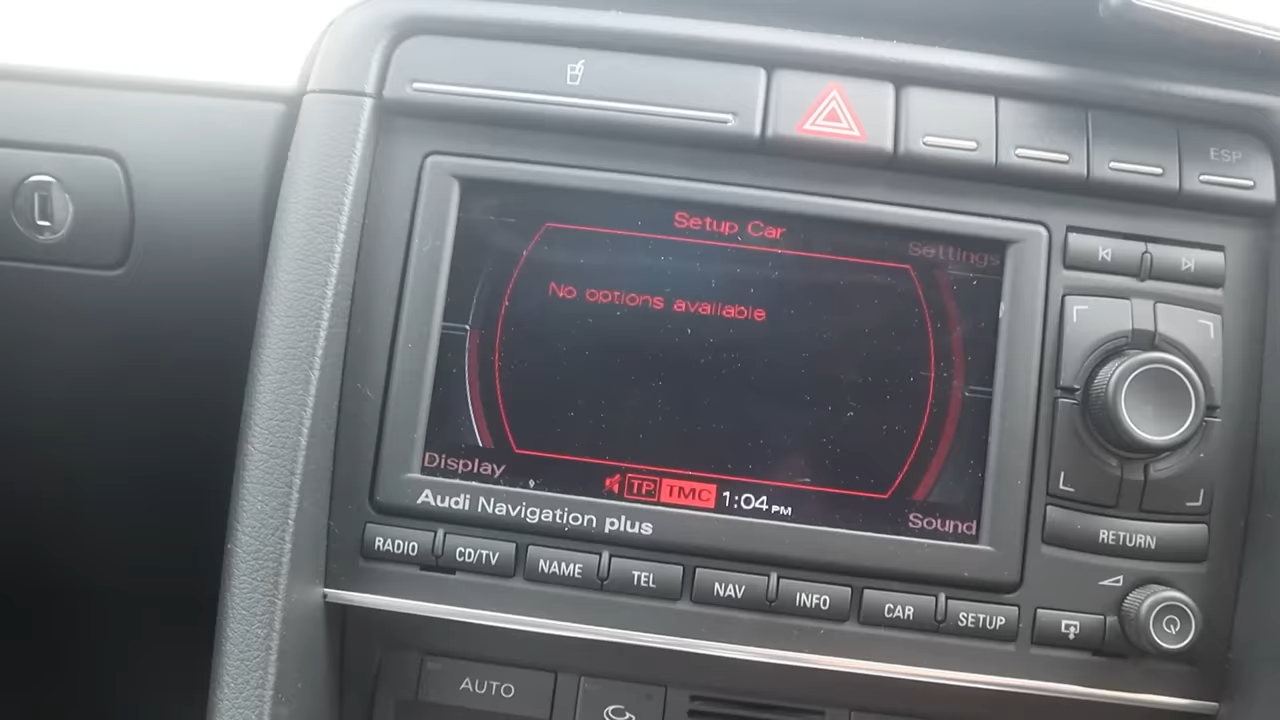 ESP
Setup Car
Settings
No options available
Display
TP TMC 1:04 PM
Sound
Audi Navigation plus
RETURN
RADIO CD/TV NAME TEL NAV INFO CAR SETUP
AUTO